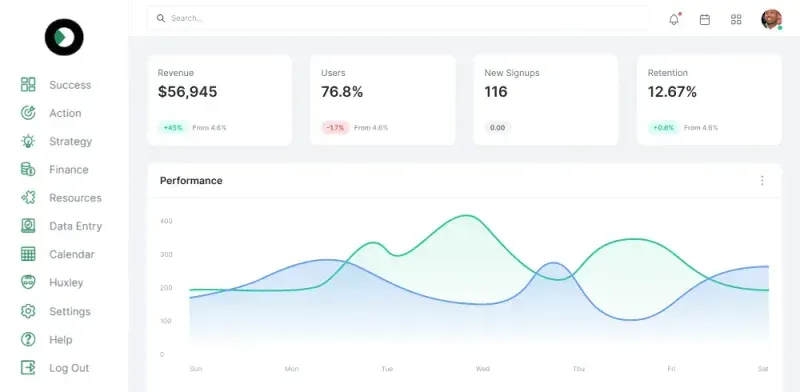 Success
Action
Strategy
Finance
Resources
Data Entry
Calendar
Huxley
Settings
Help
Log Out
Search...
Revenue
$56,945
+45% From 4.6%
Users
76.8%
-1.7% From 4.6%
New Signups
116
0.00
Retention
12.67%
+0.6% From 4.6%
Performance
400
300
200
100
0
Sun Mon Tue Wed Thu Fri Sat